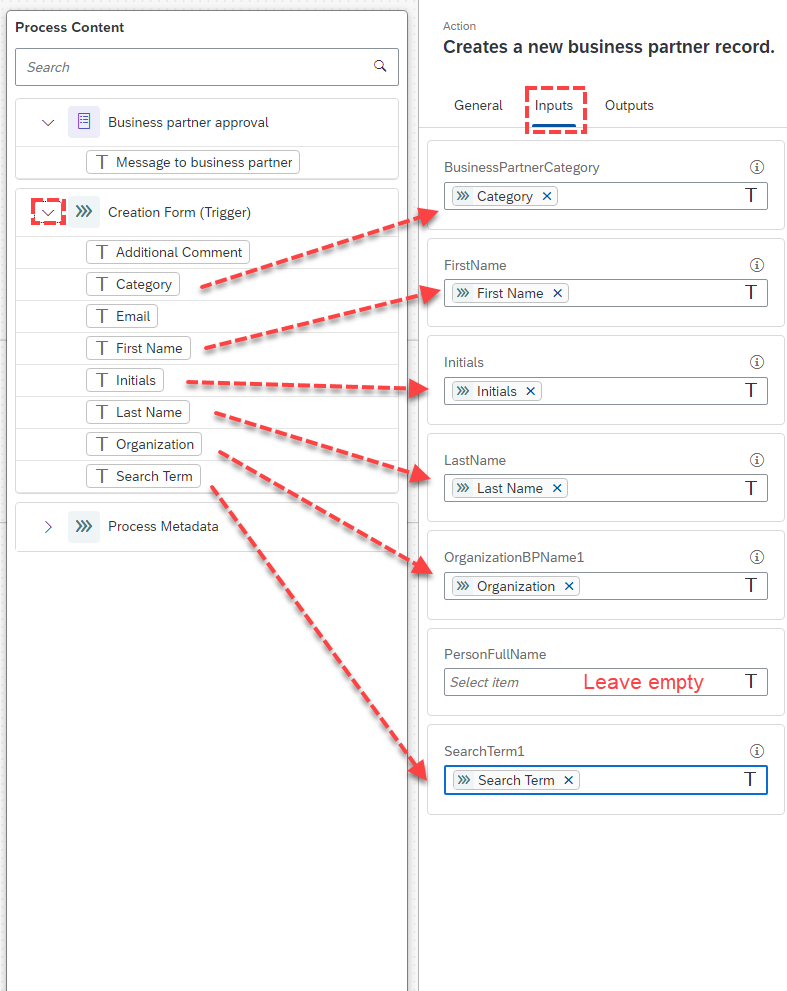 Process Content
Search
Business partner approval
T Message to business partner
Creation Form (Trigger)
T Additional Comment
T Category
T Email
T First Name
T Initials
T Last Name
T Organization
T Search Term
Process Metadata
Action
Creates a new business partner record.
General Inputs Outputs
BusinessPartnerCategory
Category T
FirstName
First Name T
Initials
Initials T
LastName
Last Name T
OrganizationBPName1
Organization T
PersonFullName
Select item Leave empty T
SearchTerm1
Search Term T